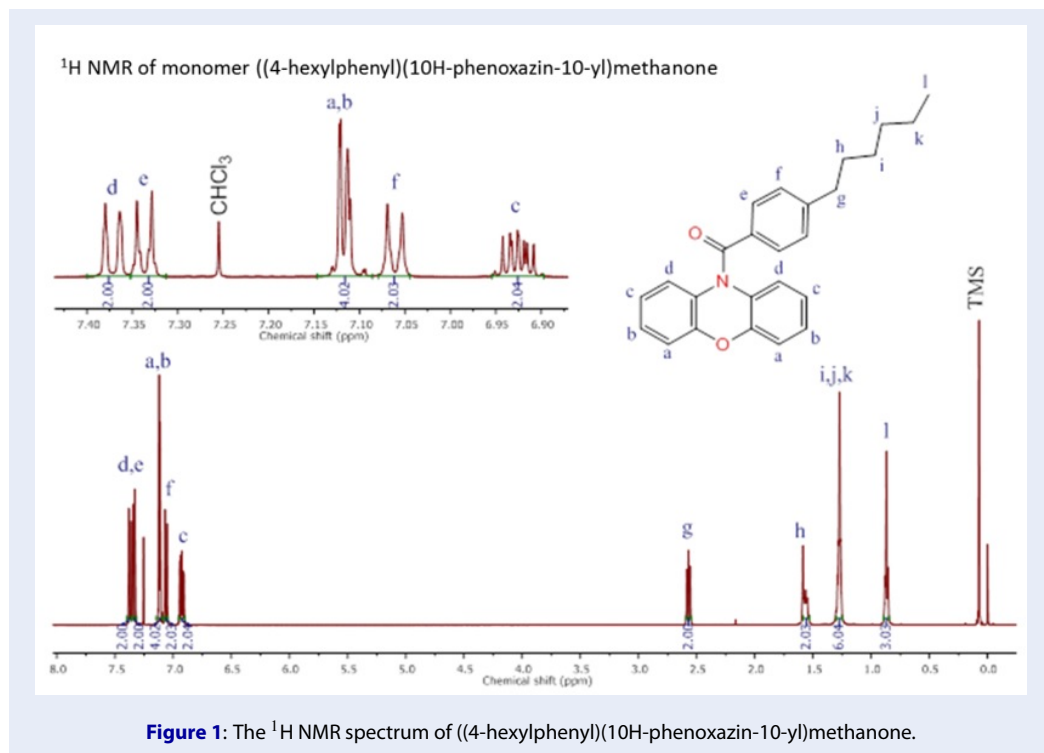 ¹H NMR of monomer ((4-hexylphenyl)(10H-phenoxazin-10-yl)methanone
d
e
CHCl₃
a,b
f
c
2.00
2.00
4.02
2.03
2.04
7.40 7.35 7.30 7.25 7.20 7.15 7.10 7.05 7.00 6.95 6.90
Chemical shift (ppm)
l
j
k
h
i
f
g
e
O
N
d
d
c
c
b
b
a
a
O
TMS
a,b
d,e
f
c
g
h
i,j,k
l
2.00
2.00
4.02
2.03
2.04
2.00
2.03
6.04
3.03
8.0 7.5 7.0 6.5 6.0 5.5 5.0 4.5 4.0 3.5 3.0 2.5 2.0 1.5 1.0 0.5 0.0
Chemical shift (ppm)
Figure 1: The ¹H NMR spectrum of ((4-hexylphenyl)(10H-phenoxazin-10-yl)methanone.